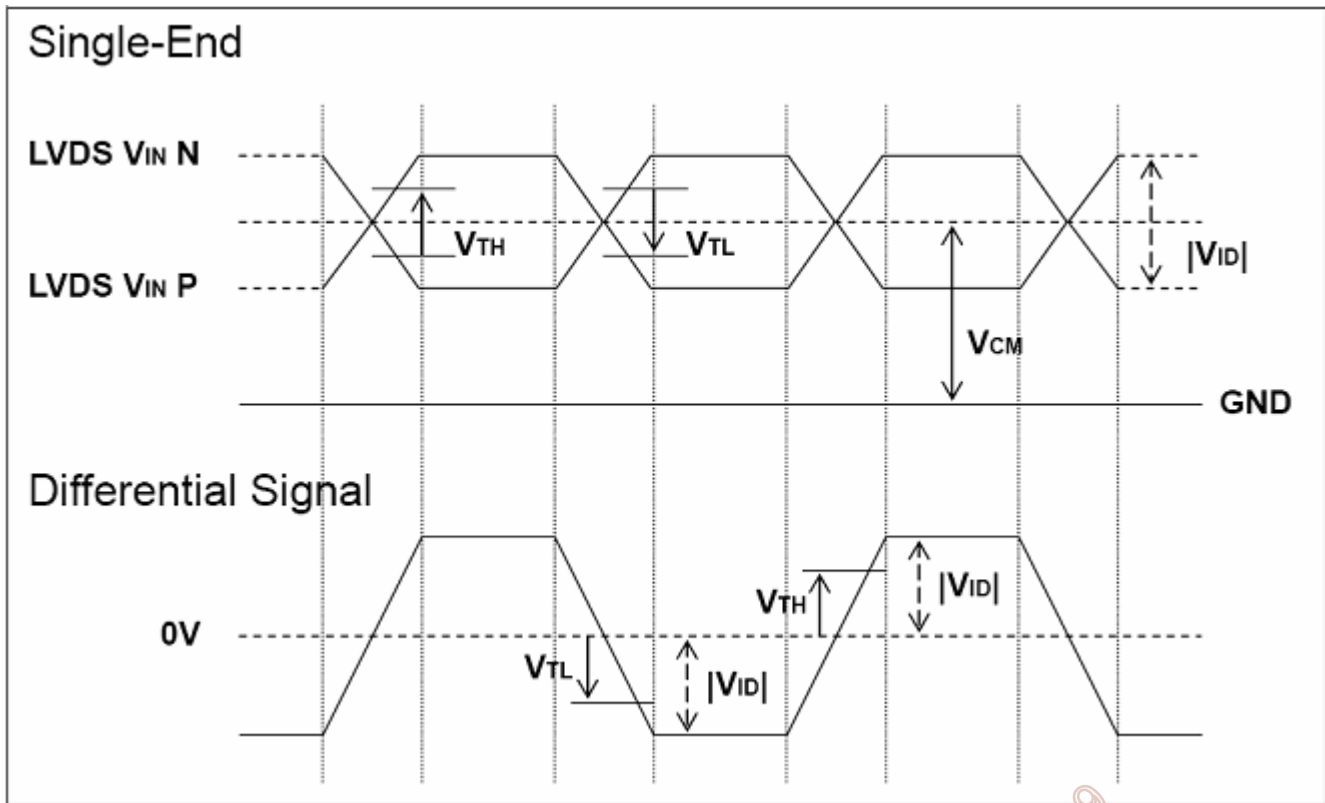 Single-End
LVDS VIN N
VTH
VTL
|VID|
LVDS VIN P
VCM
GND
Differential Signal
VTH
|VID|
0V
VTL
|VID|